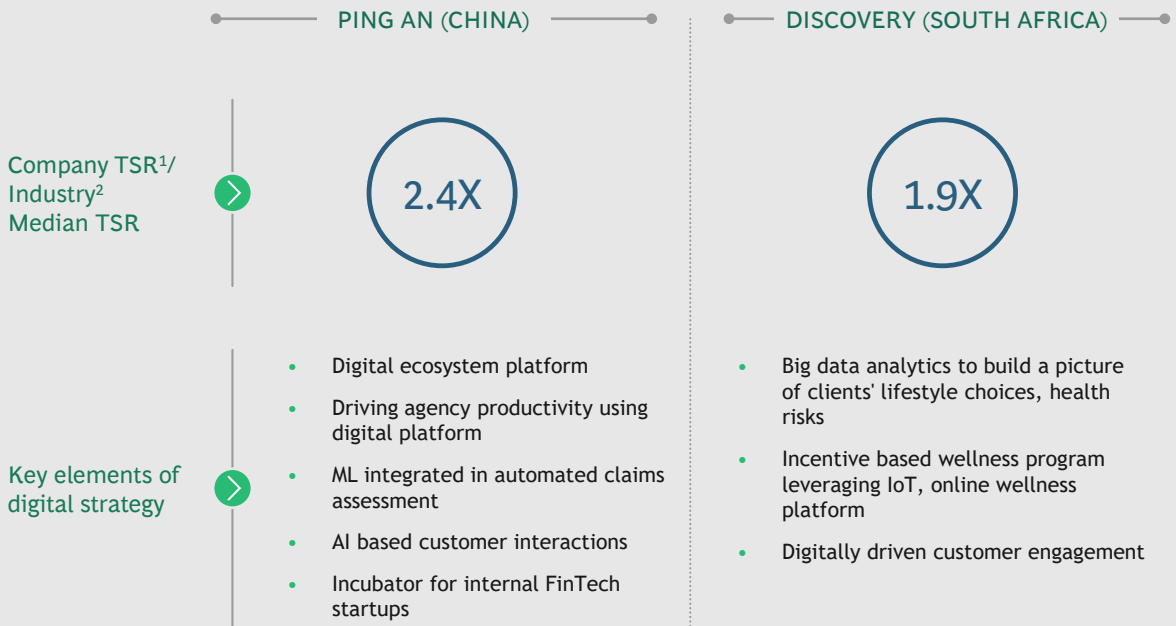 PING AN (CHINA)
DISCOVERY (SOUTH AFRICA)
Company TSR¹/
Industry²
Median TSR
2.4X
1.9X
Key elements of
digital strategy
• Digital ecosystem platform
• Driving agency productivity using
digital platform
• ML integrated in automated claims
assessment
• AI based customer interactions
• Incubator for internal FinTech
startups
• Big data analytics to build a picture
of clients' lifestyle choices, health
risks
• Incentive based wellness program
leveraging IoT, online wellness
platform
• Digitally driven customer engagement